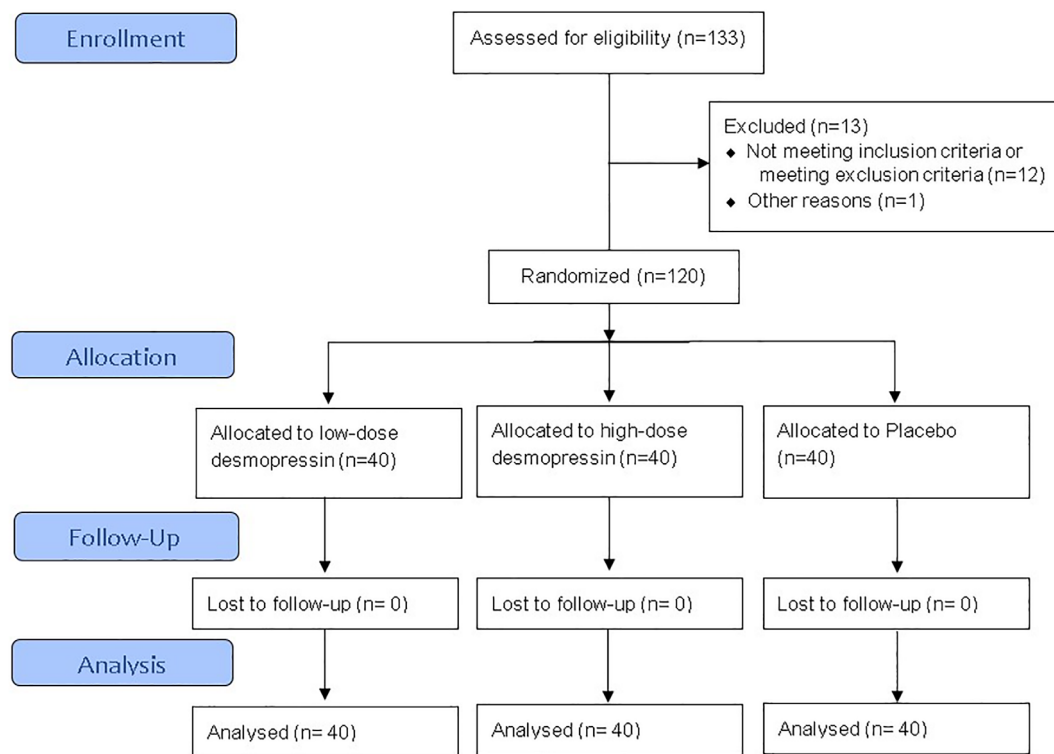 Enrollment
Assessed for eligibility (n=133)
Excluded (n=13)
◆ Not meeting inclusion criteria or
meeting exclusion criteria (n=12)
◆ Other reasons (n=1)
Randomized (n=120)
Allocation
Allocated to low-dose
desmopressin (n=40)
Allocated to high-dose
desmopressin (n=40)
Allocated to Placebo
(n=40)
Follow-Up
Lost to follow-up (n= 0)
Lost to follow-up (n= 0)
Lost to follow-up (n= 0)
Analysis
Analysed (n= 40)
Analysed (n= 40)
Analysed (n= 40)